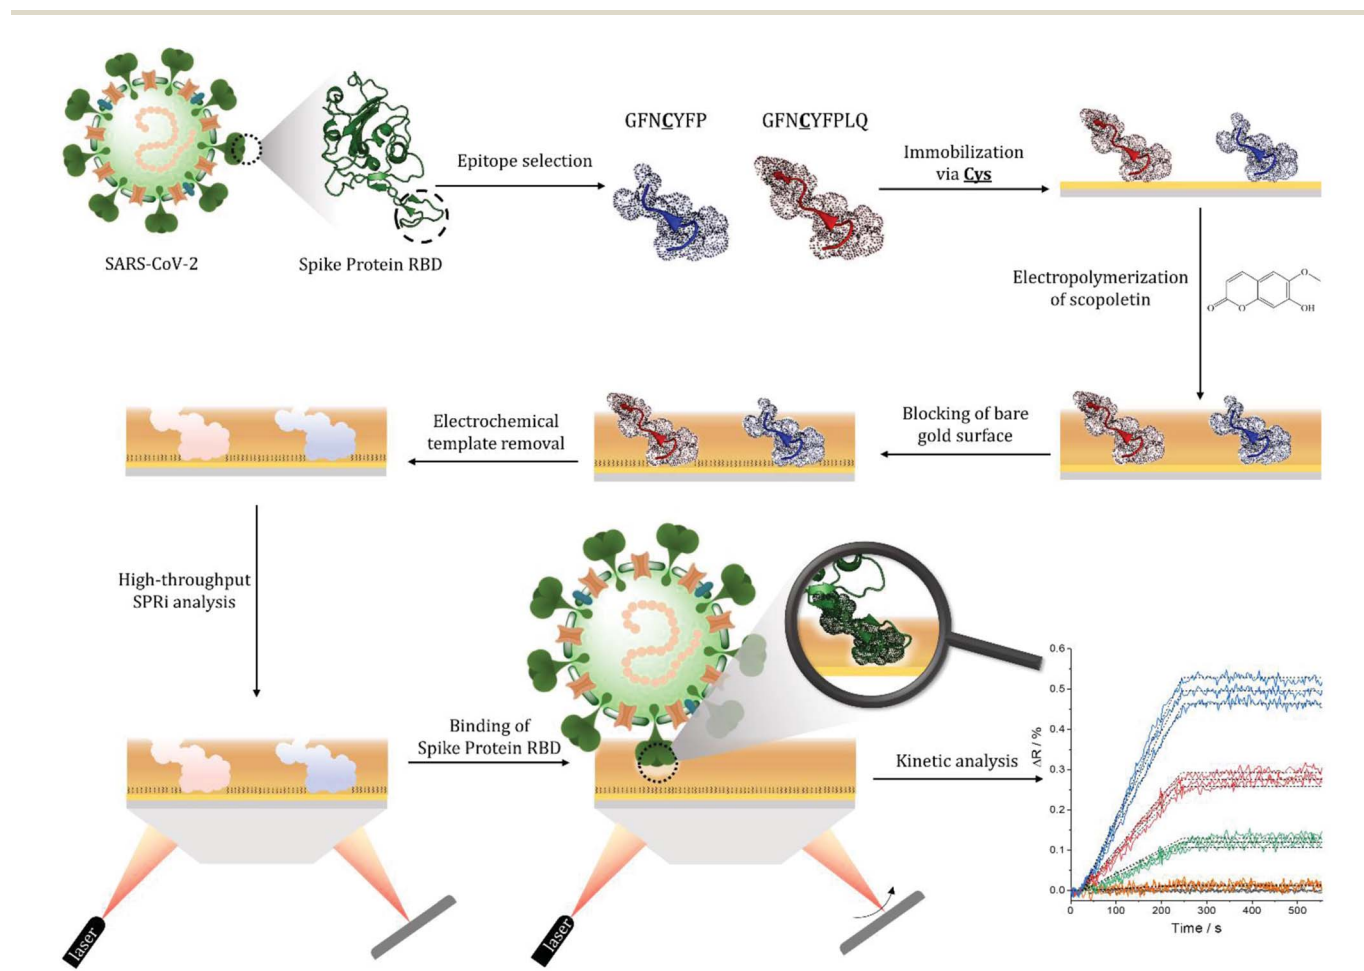 GFNCYFP
GFNCYFPLQ
Epitope selection
Immobilization
via Cys
SARS-CoV-2
Spike Protein RBD
Electropolymerization
of scopoletin
O
O
O
OH
Electrochemical
template removal
Blocking of bare
gold surface
High-throughput
SPRi analysis
Binding of
Spike Protein RBD
Kinetic analysis
ΔR / %
0.6
0.5
0.4
0.3
0.2
0.1
0.0
0
100
200
300
400
500
Time / s
laser
laser